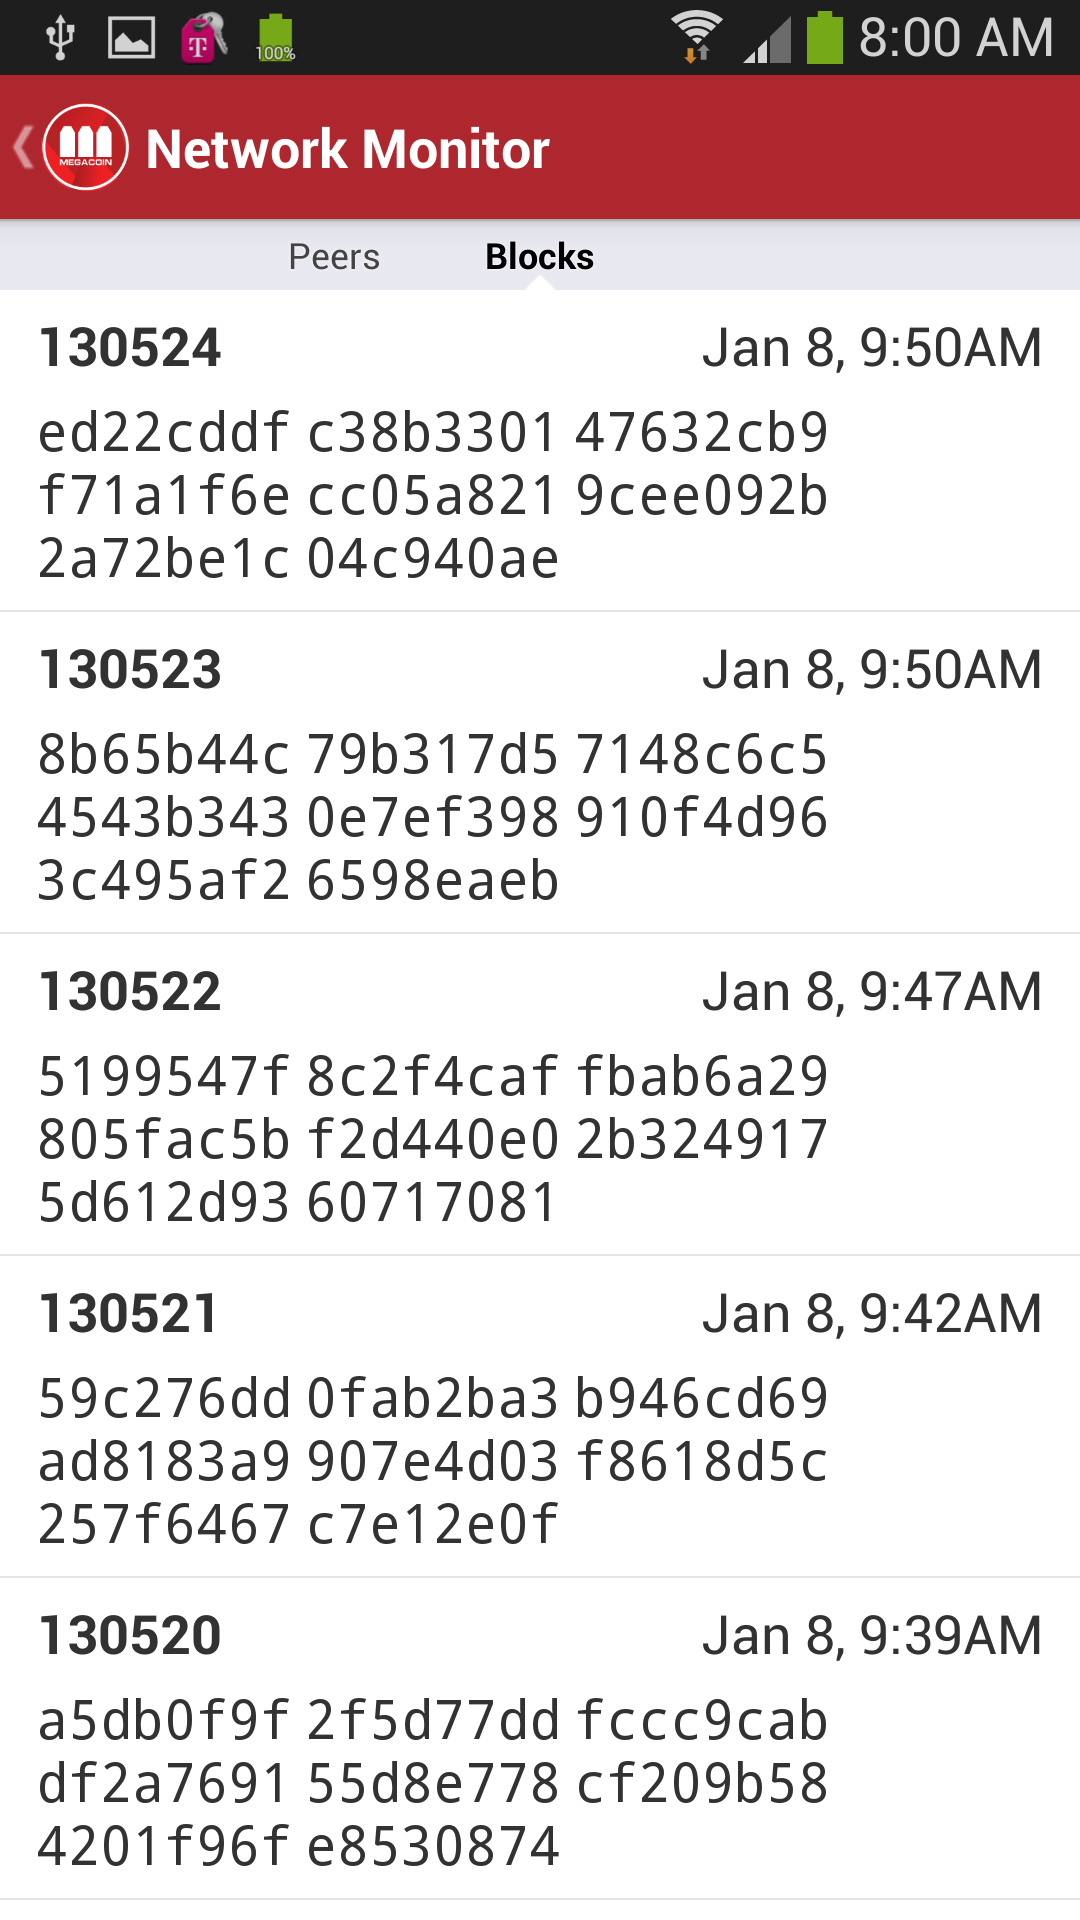 100%
8:00 AM
MEGACOIN
Network Monitor
Peers Blocks
130524 Jan 8, 9:50AM
ed22cddf c38b3301 47632cb9
f71a1f6e cc05a821 9cee092b
2a72be1c 04c940ae
130523 Jan 8, 9:50AM
8b65b44c 79b317d5 7148c6c5
4543b343 0e7ef398 910f4d96
3c495af2 6598eaeb
130522 Jan 8, 9:47AM
5199547f 8c2f4caf fbab6a29
805fac5b f2d440e0 2b324917
5d612d93 60717081
130521 Jan 8, 9:42AM
59c276dd 0fab2ba3 b946cd69
ad8183a9 907e4d03 f8618d5c
257f6467 c7e12e0f
130520 Jan 8, 9:39AM
a5db0f9f 2f5d77dd fccc9cab
df2a7691 55d8e778 cf209b58
4201f96f e8530874